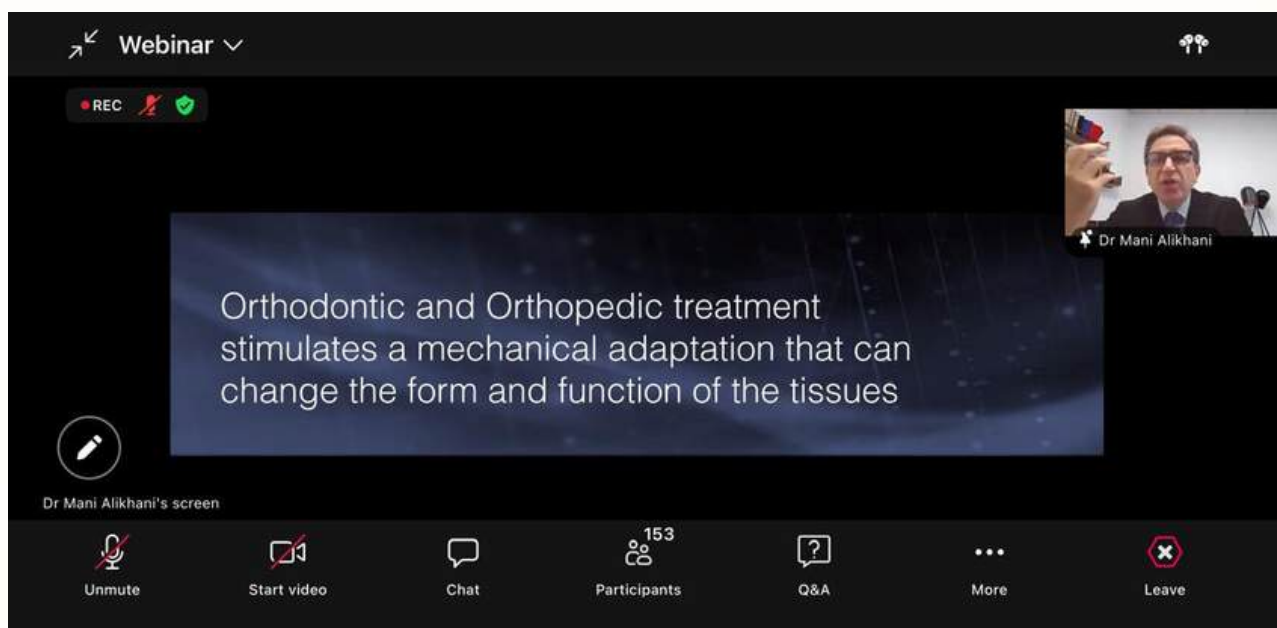 Webinar
REC
Dr Mani Alikhani
Orthodontic and Orthopedic treatment
stimulates a mechanical adaptation that can
change the form and function of the tissues
Dr Mani Alikhani's screen
153
Unmute
Start video
Chat
Participants
Q&A
More
Leave